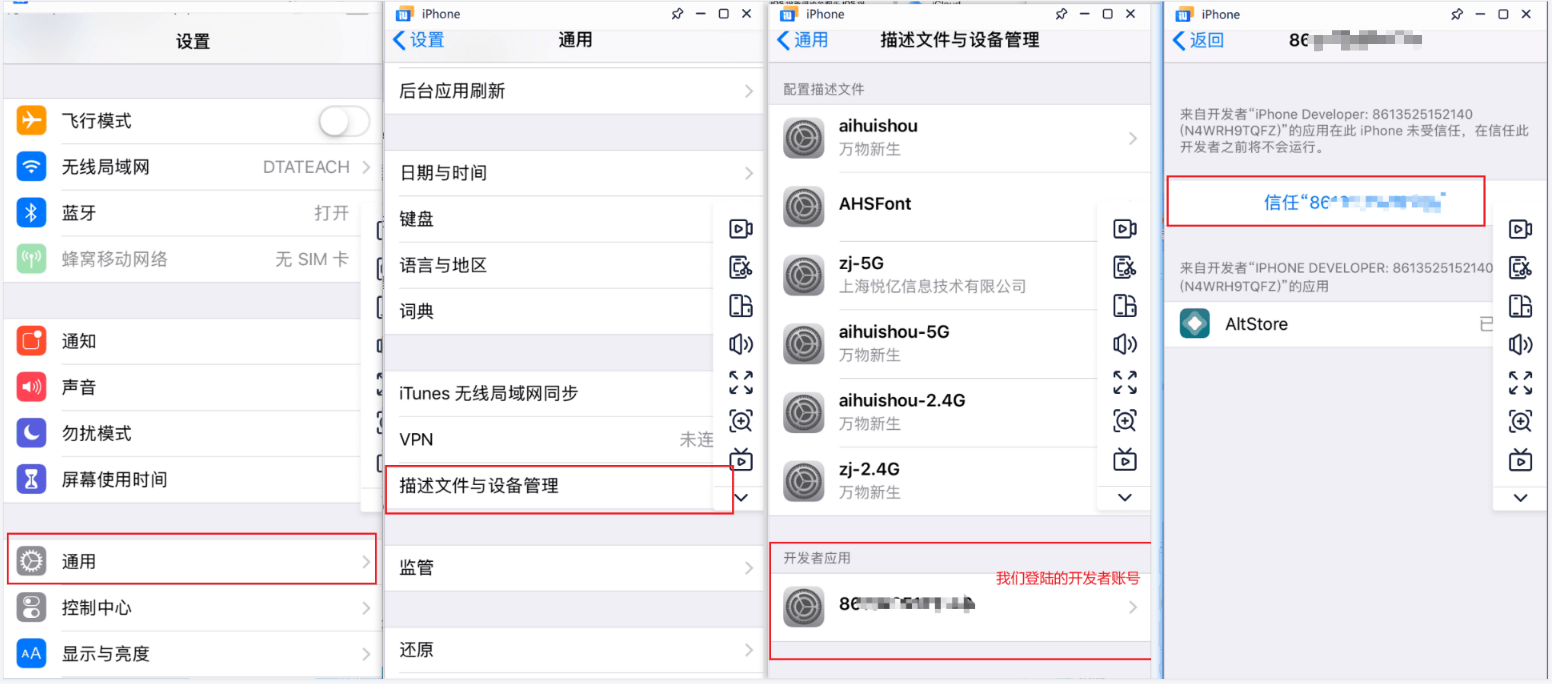 设置
飞行模式
无线局域网 DTATEACH
蓝牙 打开
蜂窝移动网络 无 SIM 卡
通知
声音
勿扰模式
屏幕使用时间
通用
控制中心
AA 显示与亮度
iPhone
设置 通用
后台应用刷新
日期与时间
键盘
语言与地区
词典
iTunes 无线局域网同步
VPN 未连
描述文件与设备管理
监管
还原
iPhone
通用 描述文件与设备管理
配置描述文件
aihuishou
万物新生
AHSFont
zj-5G
上海悦亿信息技术有限公司
aihuishou-5G
万物新生
aihuishou-2.4G
万物新生
zj-2.4G
万物新生
开发者应用
我们登陆的开发者账号
86
iPhone
返回 86
来自开发者“iPhone Developer: 8613525152140
(N4WRH9TQFZ)”的应用在此 iPhone 未受信任，在信任此
开发者之前将不会运行。
信任“86
来自开发者“IPHONE DEVELOPER: 8613525152140
(N4WRH9TQFZ)”的应用
AltStore